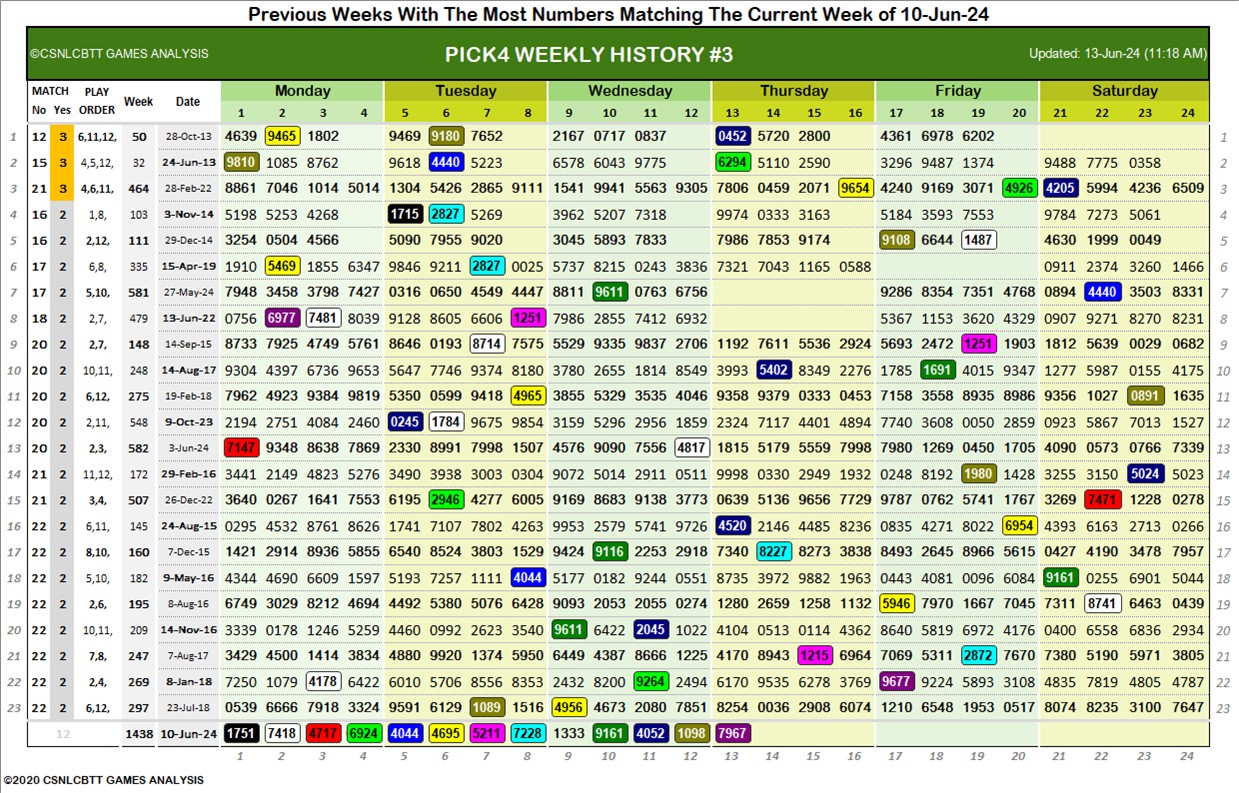 Previous Weeks With The Most Numbers Matching The Current Week of 10-Jun-24
©CSNLCBTT GAMES ANALYSIS PICK4 WEEKLY HISTORY #3 Updated: 13-Jun-24 (11:18 AM)
MATCH PLAY Week Date Monday Tuesday Wednesday Thursday Friday Saturday
No Yes ORDER 1 2 3 4 5 6 7 8 9 10 11 12 13 14 15 16 17 18 19 20 21 22 23 24
1 12 3 6,11,12, 50 28-Oct-13 4639 9465 1802 9469 9180 7652 2167 0717 0837 0452 5720 2800 4361 6978 6202 1
2 15 3 4,5,12, 32 24-Jun-13 9810 1085 8762 9618 4440 5223 6578 6043 9775 6294 5110 2590 3296 9487 1374 9488 7775 0358 2
3 21 3 4,6,11, 464 28-Feb-22 8861 7046 1014 5014 1304 5426 2865 9111 1541 9941 5563 9305 7806 0459 2071 9654 4240 9169 3071 4926 4205 5994 4236 6509 3
4 16 2 1,8, 103 3-Nov-14 5198 5253 4268 1715 2827 5269 3962 5207 7318 9974 0333 3163 5184 3593 7553 9784 7273 5061 4
5 16 2 2,12, 111 29-Dec-14 3254 0504 4566 5090 7955 9020 3045 5893 7833 7986 7853 9174 9108 6644 1487 4630 1999 0049 5
6 17 2 6,8, 335 15-Apr-19 1910 5469 1855 6347 9846 9211 2827 0025 5737 8215 0243 3836 7321 7043 1165 0588 0911 2374 3260 1466 6
7 17 2 5,10, 581 27-May-24 7948 3458 3798 7427 0316 0650 4549 4447 8811 9611 0763 6756 9286 8354 7351 4768 0894 4440 3503 8331 7
8 18 2 2,7, 479 13-Jun-22 0756 6977 7481 8039 9128 8605 6606 1251 7986 2855 7412 6932 5367 1153 3620 4329 0907 9271 8270 8231 8
9 20 2 2,7, 148 14-Sep-15 8733 7925 4749 5761 8646 0193 8714 7575 5529 9335 9837 2706 1192 7611 5536 2924 5693 2472 1251 1903 1812 5639 0029 0682 9
10 20 2 10,11, 248 14-Aug-17 9304 4397 6736 9653 5647 7746 9374 8180 3780 2655 1814 8549 3993 5402 8349 2276 1785 1691 4015 9347 1277 5987 0155 4175 10
11 20 2 6,12, 275 19-Feb-18 7962 4923 9384 9819 5350 0599 9418 4965 3855 5329 3535 4046 9358 9379 0333 0453 7158 3558 8935 8986 9356 1027 0891 1635 11
12 20 2 2,11, 548 9-Oct-23 2194 2751 4084 2460 0245 1784 9675 9854 3159 5296 2956 1859 2324 7117 4401 4894 7740 3608 0050 2859 0923 5867 7013 1527 12
13 20 2 2,3, 582 3-Jun-24 7147 9348 8638 7869 2330 8991 7998 1507 4576 9090 7556 4817 1815 5179 5559 7998 7980 1269 0450 1705 4090 0573 0766 7339 13
14 21 2 11,12, 172 29-Feb-16 3441 2149 4823 5276 3490 9338 3003 0304 9072 5014 2911 0511 9998 0330 2949 1932 0248 8192 1980 1428 3255 3150 5024 5023 14
15 21 2 3,4, 507 26-Dec-22 3640 0267 1641 7553 6195 2946 4277 6005 9169 8683 9138 3773 0639 5136 9656 7729 9787 0762 5741 1767 3269 7471 1228 0278 15
16 22 2 6,11, 145 24-Aug-15 0295 4532 8761 8626 1741 7107 7802 4263 9953 2579 5741 9726 4520 2146 4485 8236 0835 4271 8022 6954 4393 6163 2713 0266 16
17 22 2 8,10, 160 7-Dec-15 1421 2914 8936 5855 6540 8524 3803 1529 9424 9116 2253 2918 7340 8227 8273 3838 8493 2645 8966 5615 0427 4190 3478 7957 17
18 22 2 5,10, 182 9-May-16 4344 4690 6609 1597 5193 7257 1111 4044 5177 0182 9244 0551 8735 3972 9882 1963 0443 4081 0096 6084 9161 0255 6901 5044 18
19 22 2 2,6, 195 8-Aug-16 6749 3029 8212 4694 4492 5380 5076 6428 9093 2053 2055 0274 1280 2659 1258 1132 5946 7970 1667 7045 7311 8741 6463 0439 19
20 22 2 10,11, 209 14-Nov-16 3339 0178 1246 5259 4460 0992 2623 3540 9611 6422 2045 1022 4104 0513 0114 4362 8640 5819 6972 4176 0400 6558 6836 2934 20
21 22 2 7,8, 247 7-Aug-17 3429 4500 1414 3834 4880 9920 1374 5950 6449 4387 8666 1225 4170 8943 1215 6964 7069 5311 2872 7670 7380 5190 5971 3805 21
22 22 2 2,4, 269 8-Jan-18 7250 1079 4178 6422 6010 5706 8556 8353 2432 8200 9264 2494 6170 9535 6278 3769 9677 9224 5893 3108 4835 7819 4805 4787 22
23 22 2 6,12, 297 23-Jul-18 0539 6666 7918 3324 9591 6129 1089 1516 4956 4673 2080 7851 8254 0036 2908 6074 1210 6548 1953 0517 8074 8235 3100 7647 23
12 1438 10-Jun-24 1751 7418 4717 6924 4044 4695 5211 7228 1333 9161 4052 1098 7967
1 2 3 4 5 6 7 8 9 10 11 12 13 14 15 16 17 18 19 20 21 22 23 24
©2020 CSNLCBTT GAMES ANALYSIS